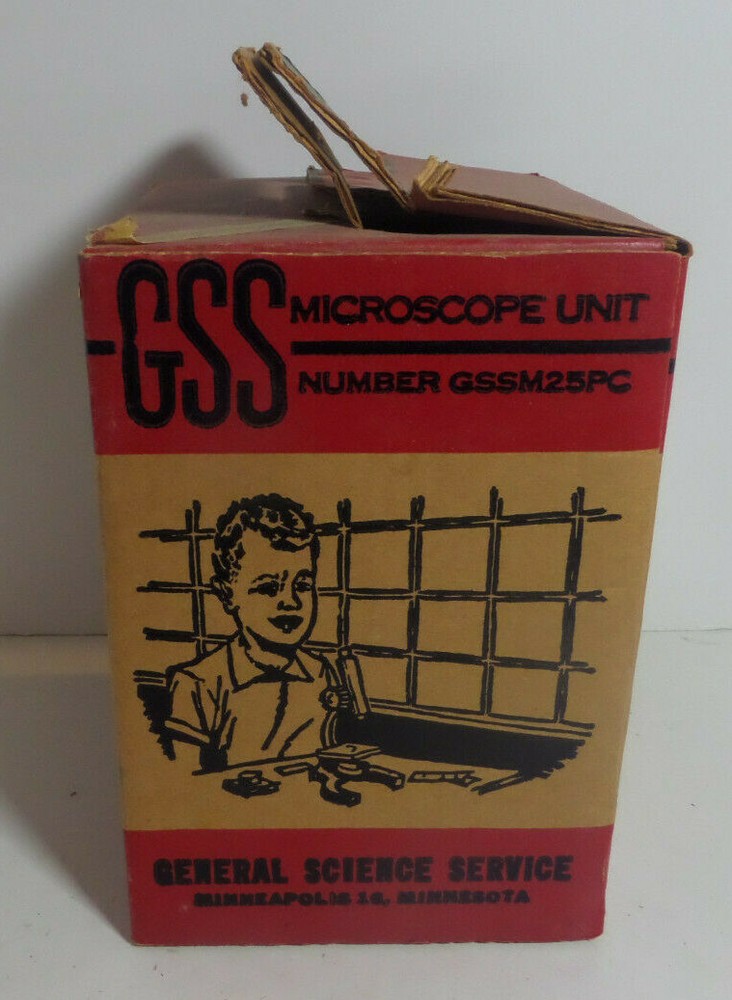 GSS
MICROSCOPE UNIT
NUMBER GSSM25PC
GENERAL SCIENCE SERVICE
MINNEAPOLIS 16, MINNESOTA